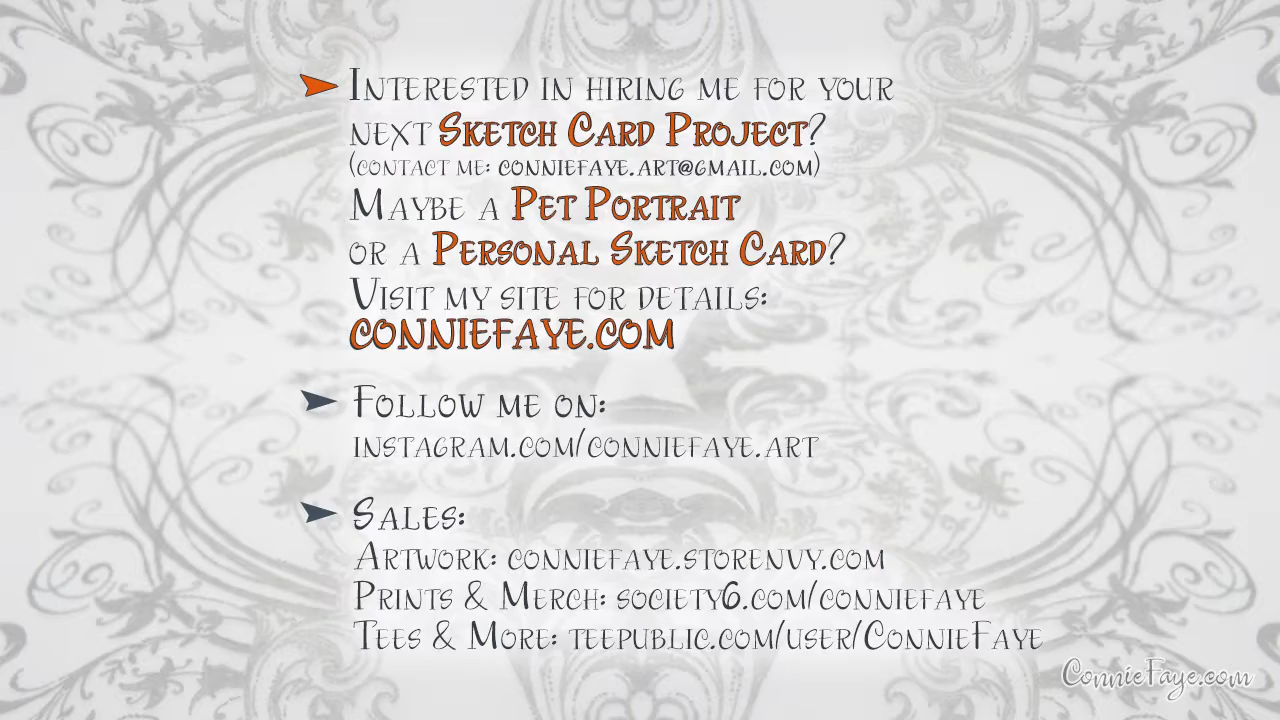 Interested in hiring me for your
next Sketch Card Project?
(contact me: conniefaye.art@gmail.com)
Maybe a Pet Portrait
or a Personal Sketch Card?
Visit my site for details:
conniefaye.com
Follow me on:
instagram.com/conniefaye.art
Sales:
Artwork: conniefaye.storenvy.com
Prints & Merch: society6.com/conniefaye
Tees & More: teepublic.com/user/ConnieFaye
ConnieFaye.com